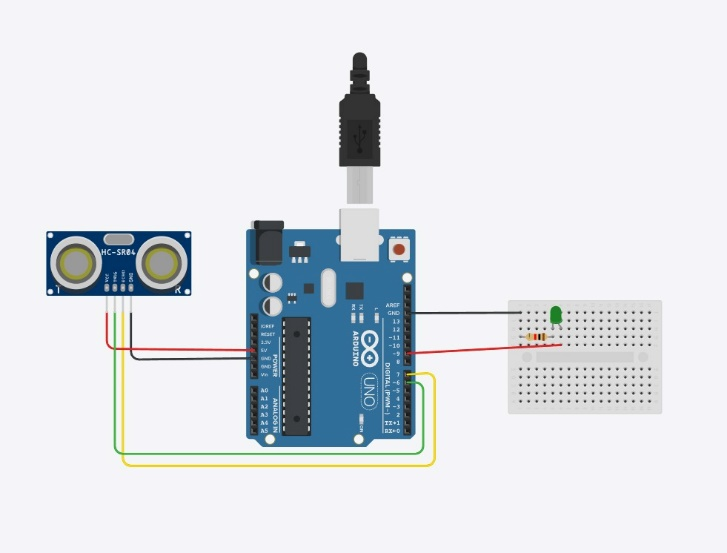 HC-SR04
T
R
VCC
TRIG
ECHO
GND
IOREF
RESET
3.3V
5V
GND
GND
Vin
POWER
A0
A1
A2
A3
A4
A5
ANALOG IN
ARDUINO
UNO
TX
RX
L
ON
AREF
GND
13
12
~11
~10
~9
8
7
~6
~5
4
~3
2
TX→1
RX←0
DIGITAL (PWM~)